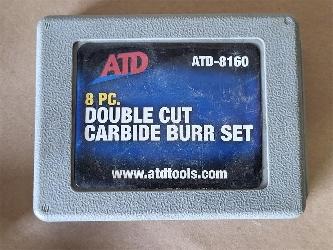 ATD ATD-8160
8 PC.
DOUBLE CUT
CARBIDE BURR SET
www.atdtools.com